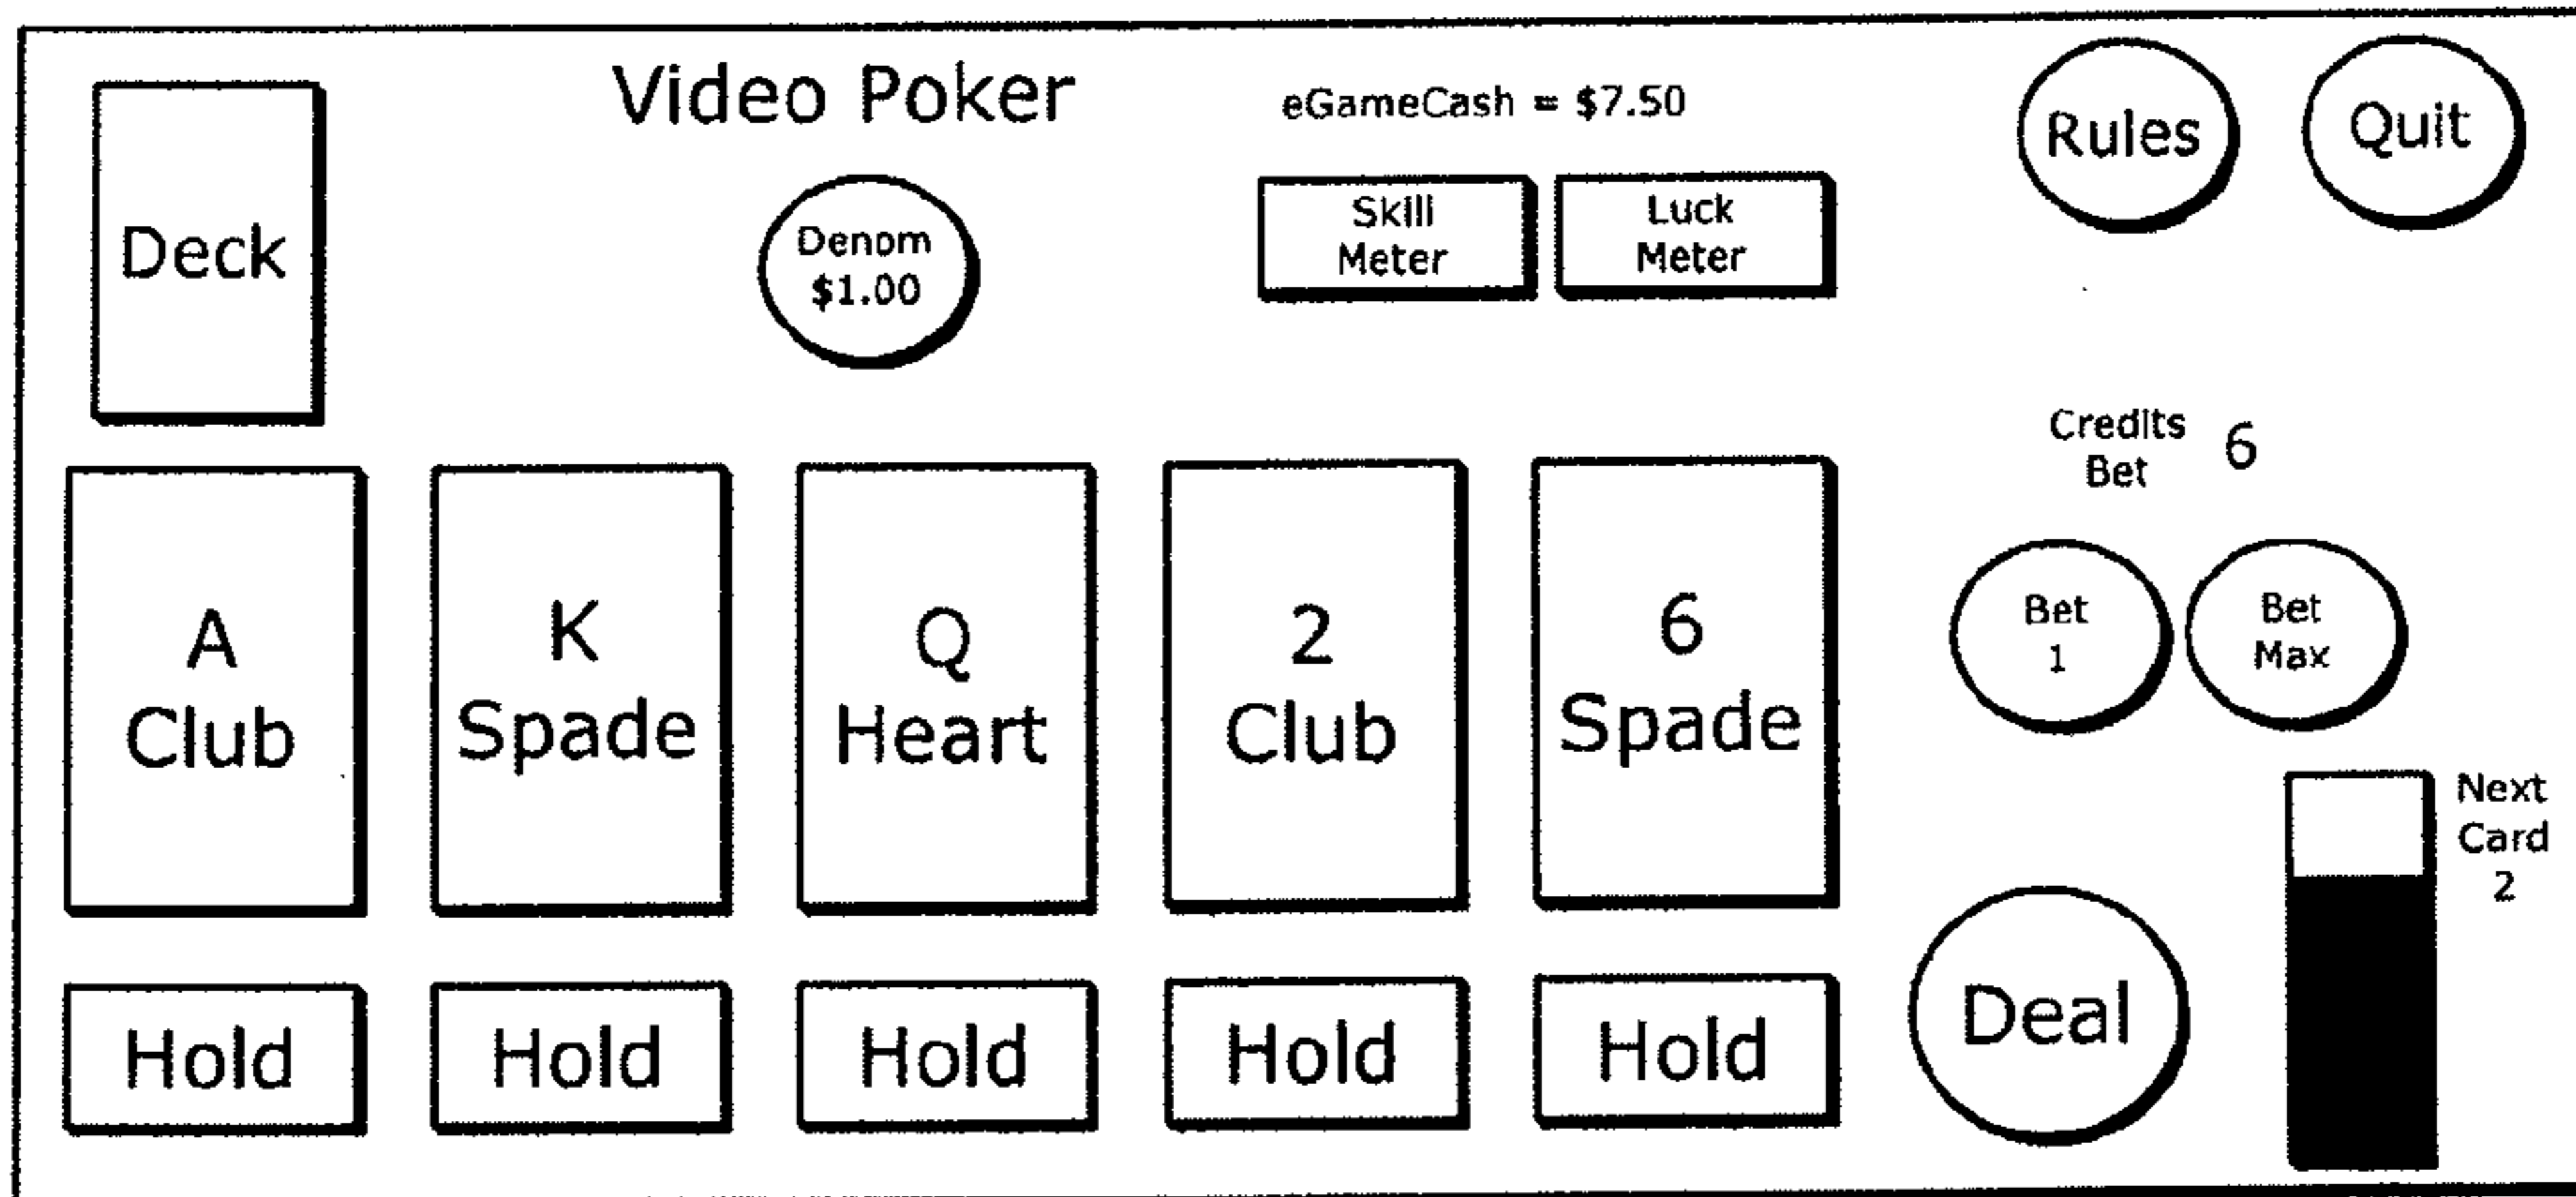 Video Poker
eGameCash = $7.50
Rules
Quit
Deck
Denom
$1.00
Skill
Meter
Luck
Meter
Credits
Bet
6
A
Club
K
Spade
Q
Heart
2
Club
6
Spade
Bet
1
Bet
Max
Next
Card
2
Hold
Hold
Hold
Hold
Hold
Deal